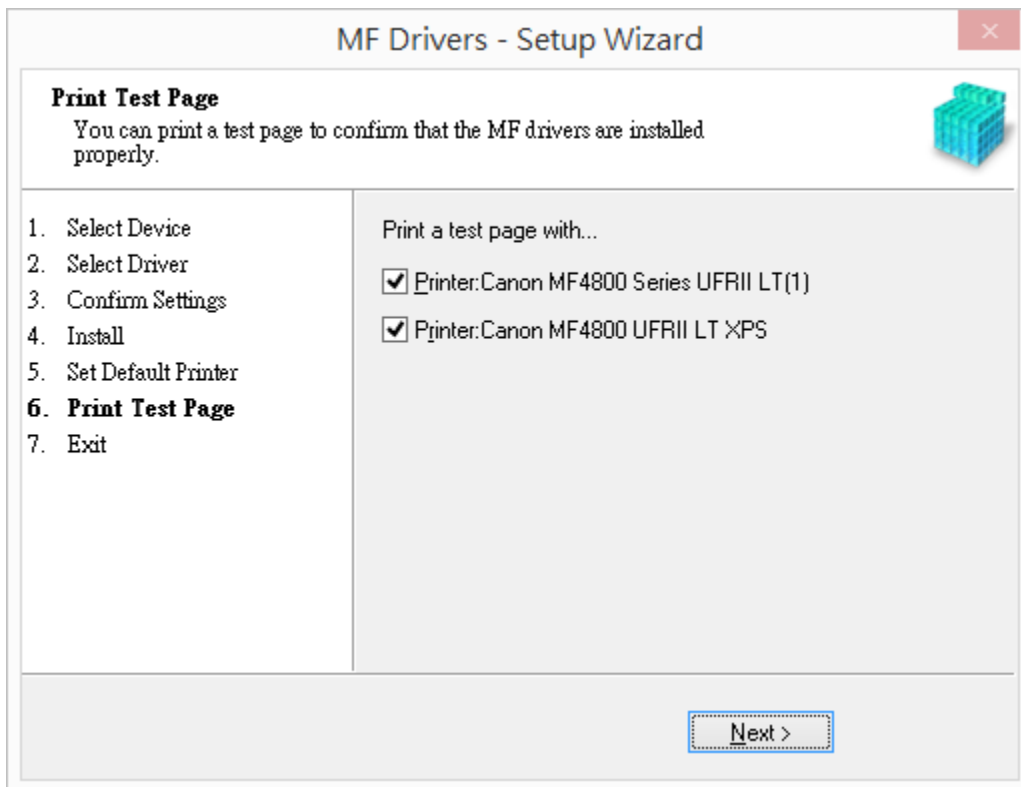 MF Drivers - Setup Wizard
Print Test Page
You can print a test page to confirm that the MF drivers are installed
properly.
1. Select Device
2. Select Driver
3. Confirm Settings
4. Install
5. Set Default Printer
6. Print Test Page
7. Exit
Print a test page with...
Printer:Canon MF4800 Series UFRII LT(1)
Printer:Canon MF4800 UFRII LT XPS
Next >